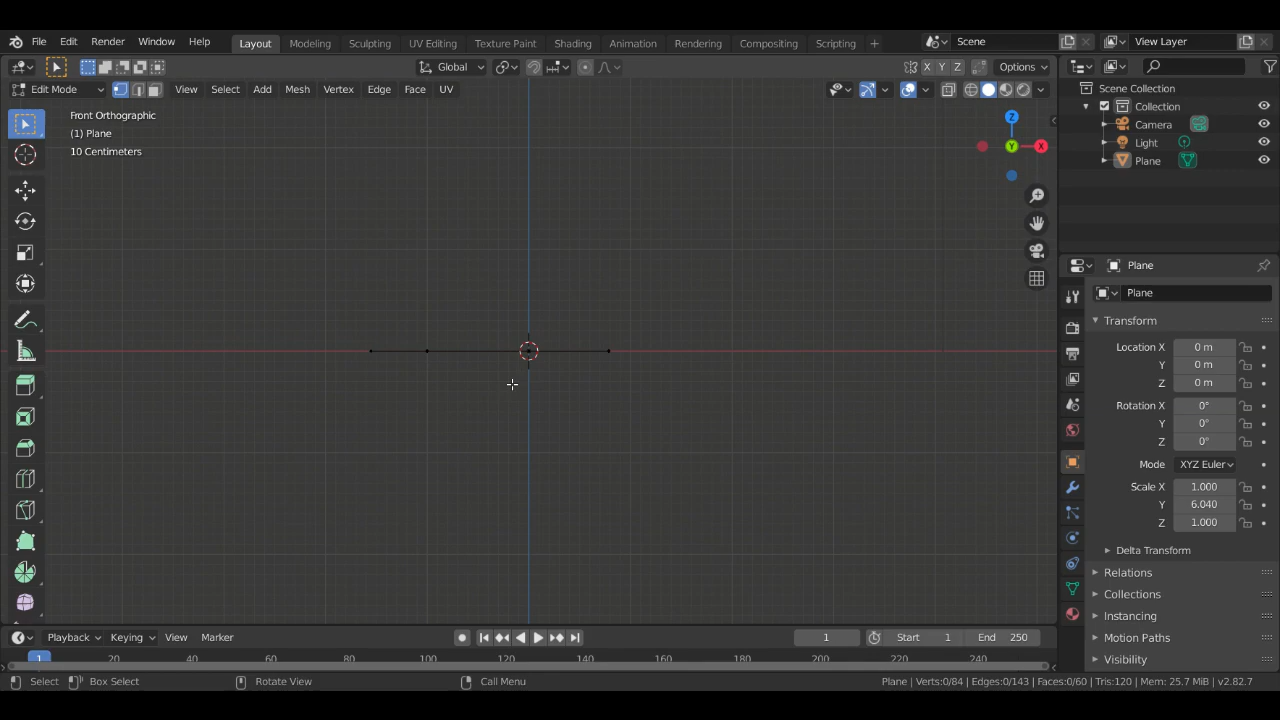 File Edit Render Window Help Layout Modeling Sculpting UV Editing Texture Paint Shading Animation Rendering Compositing Scripting + Scene View Layer
Global Options
X Y Z
Edit Mode View Select Add Mesh Vertex Edge Face UV
Front Orthographic
(1) Plane
10 Centimeters
Z
Y
X
Scene Collection
Collection
Camera
Light
Plane
Plane
Plane
Transform
Location X 0 m
Y 0 m
Z 0 m
Rotation X 0°
Y 0°
Z 0°
Mode XYZ Euler
Scale X 1.000
Y 6.040
Z 1.000
Delta Transform
Relations
Collections
Instancing
Motion Paths
Visibility
Playback Keying View Marker 1 Start 1 End 250
1 20 40 60 80 100 120 140 160 180 200 220 240
Select Box Select Rotate View Call Menu Plane | Verts:0/84 | Edges:0/143 | Faces:0/60 | Tris:120 | Mem: 25.7 MiB | v2.82.7